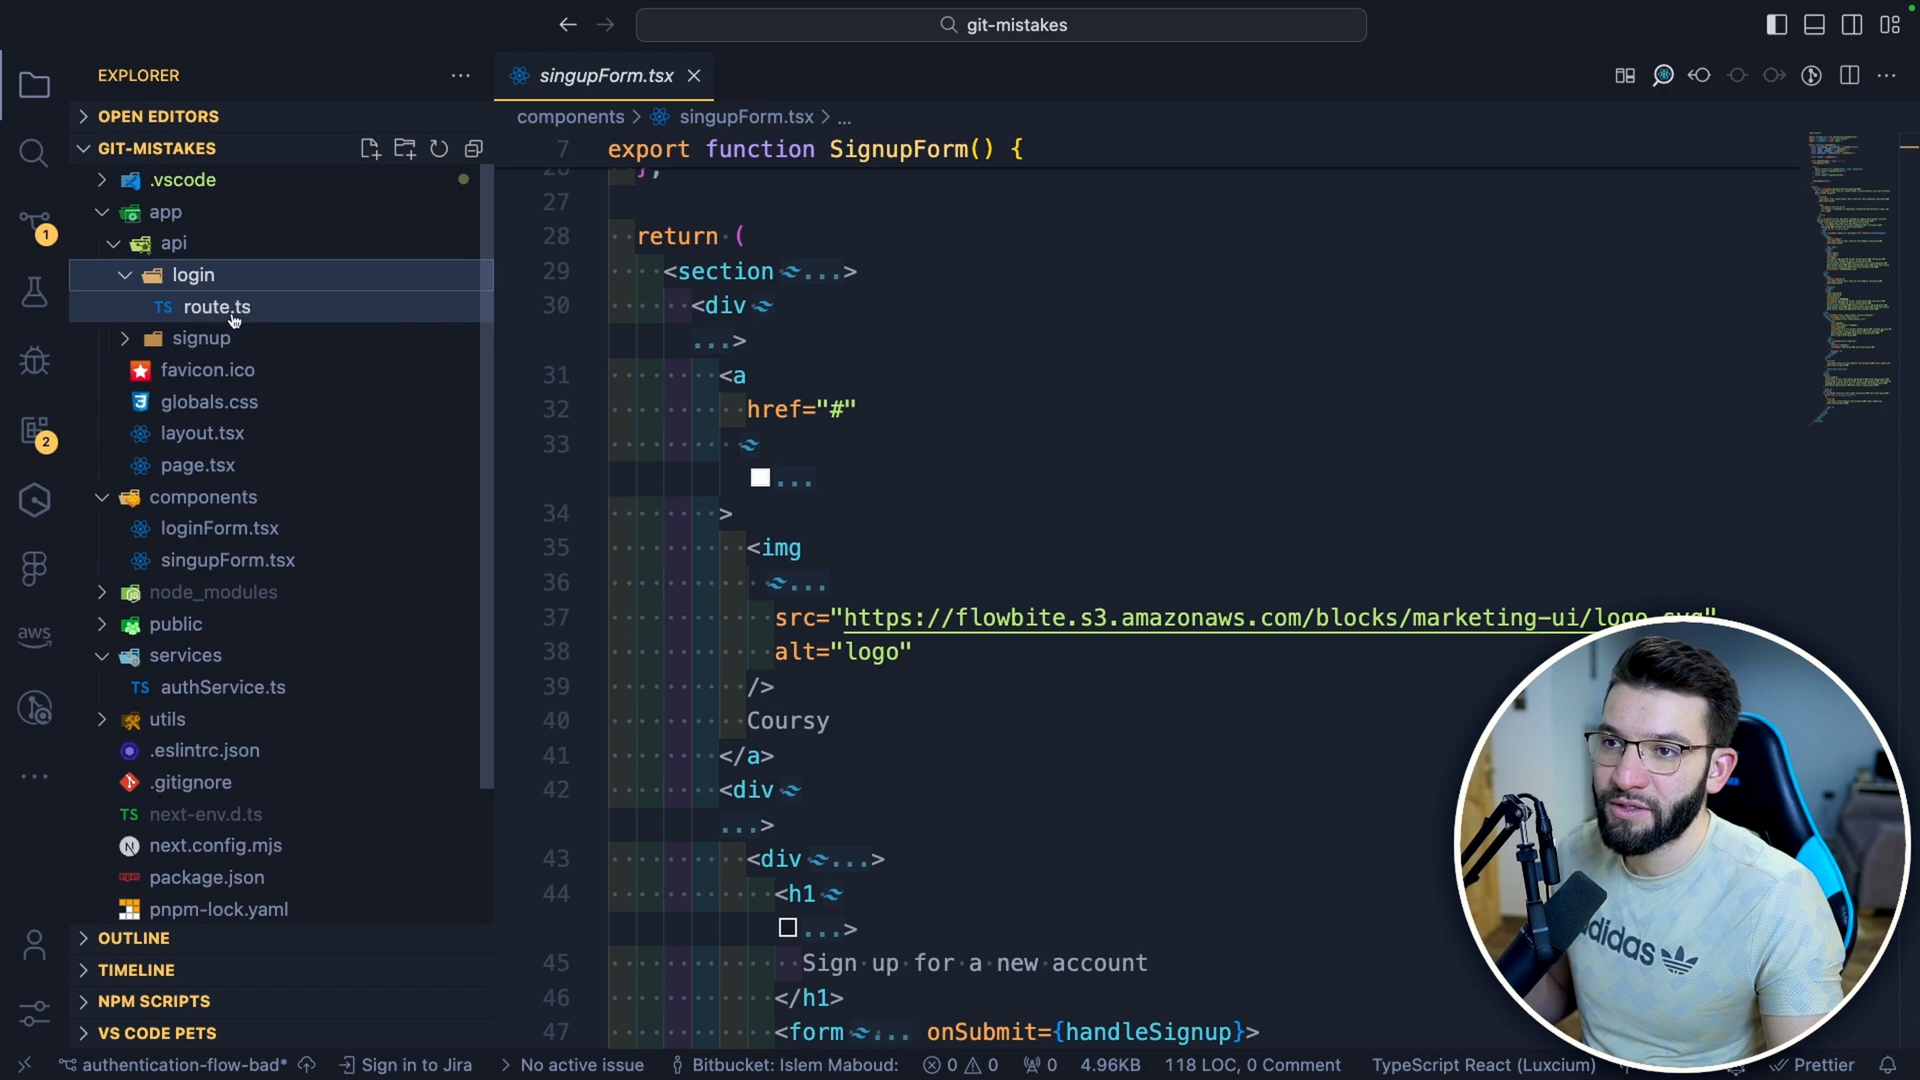 git-mistakes
EXPLORER
OPEN EDITORS
GIT-MISTAKES
.vscode
app
api
login
TS route.ts
signup
favicon.ico
globals.css
layout.tsx
page.tsx
components
loginForm.tsx
singupForm.tsx
node_modules
public
services
TS authService.ts
utils
.eslintrc.json
.gitignore
TS next-env.d.ts
N next.config.mjs
package.json
pnpm-lock.yaml
OUTLINE
TIMELINE
NPM SCRIPTS
VS CODE PETS
1
2
aws
singupForm.tsx
components > singupForm.tsx > ...
7 export function SignupForm() {
26 };
27
28 return (
29 <section ...>
30 <div
...>
31 <a
32 href="#"
33
...
34 >
35 <img
36 ...
37 src="https://flowbite.s3.amazonaws.com/blocks/marketing-ui/logo.svg"
38 alt="logo"
39 />
40 Coursy
41 </a>
42 <div
...>
43 <div ...>
44 <h1
...>
45 Sign up for a new account
46 </h1>
47 <form ... onSubmit={handleSignup}>
adidas
authentication-flow-bad* Sign in to Jira No active issue Bitbucket: Islem Maboud: 0 0 0 4.96KB 118 LOC, 0 Comment TypeScript React (Luxcium) Prettier